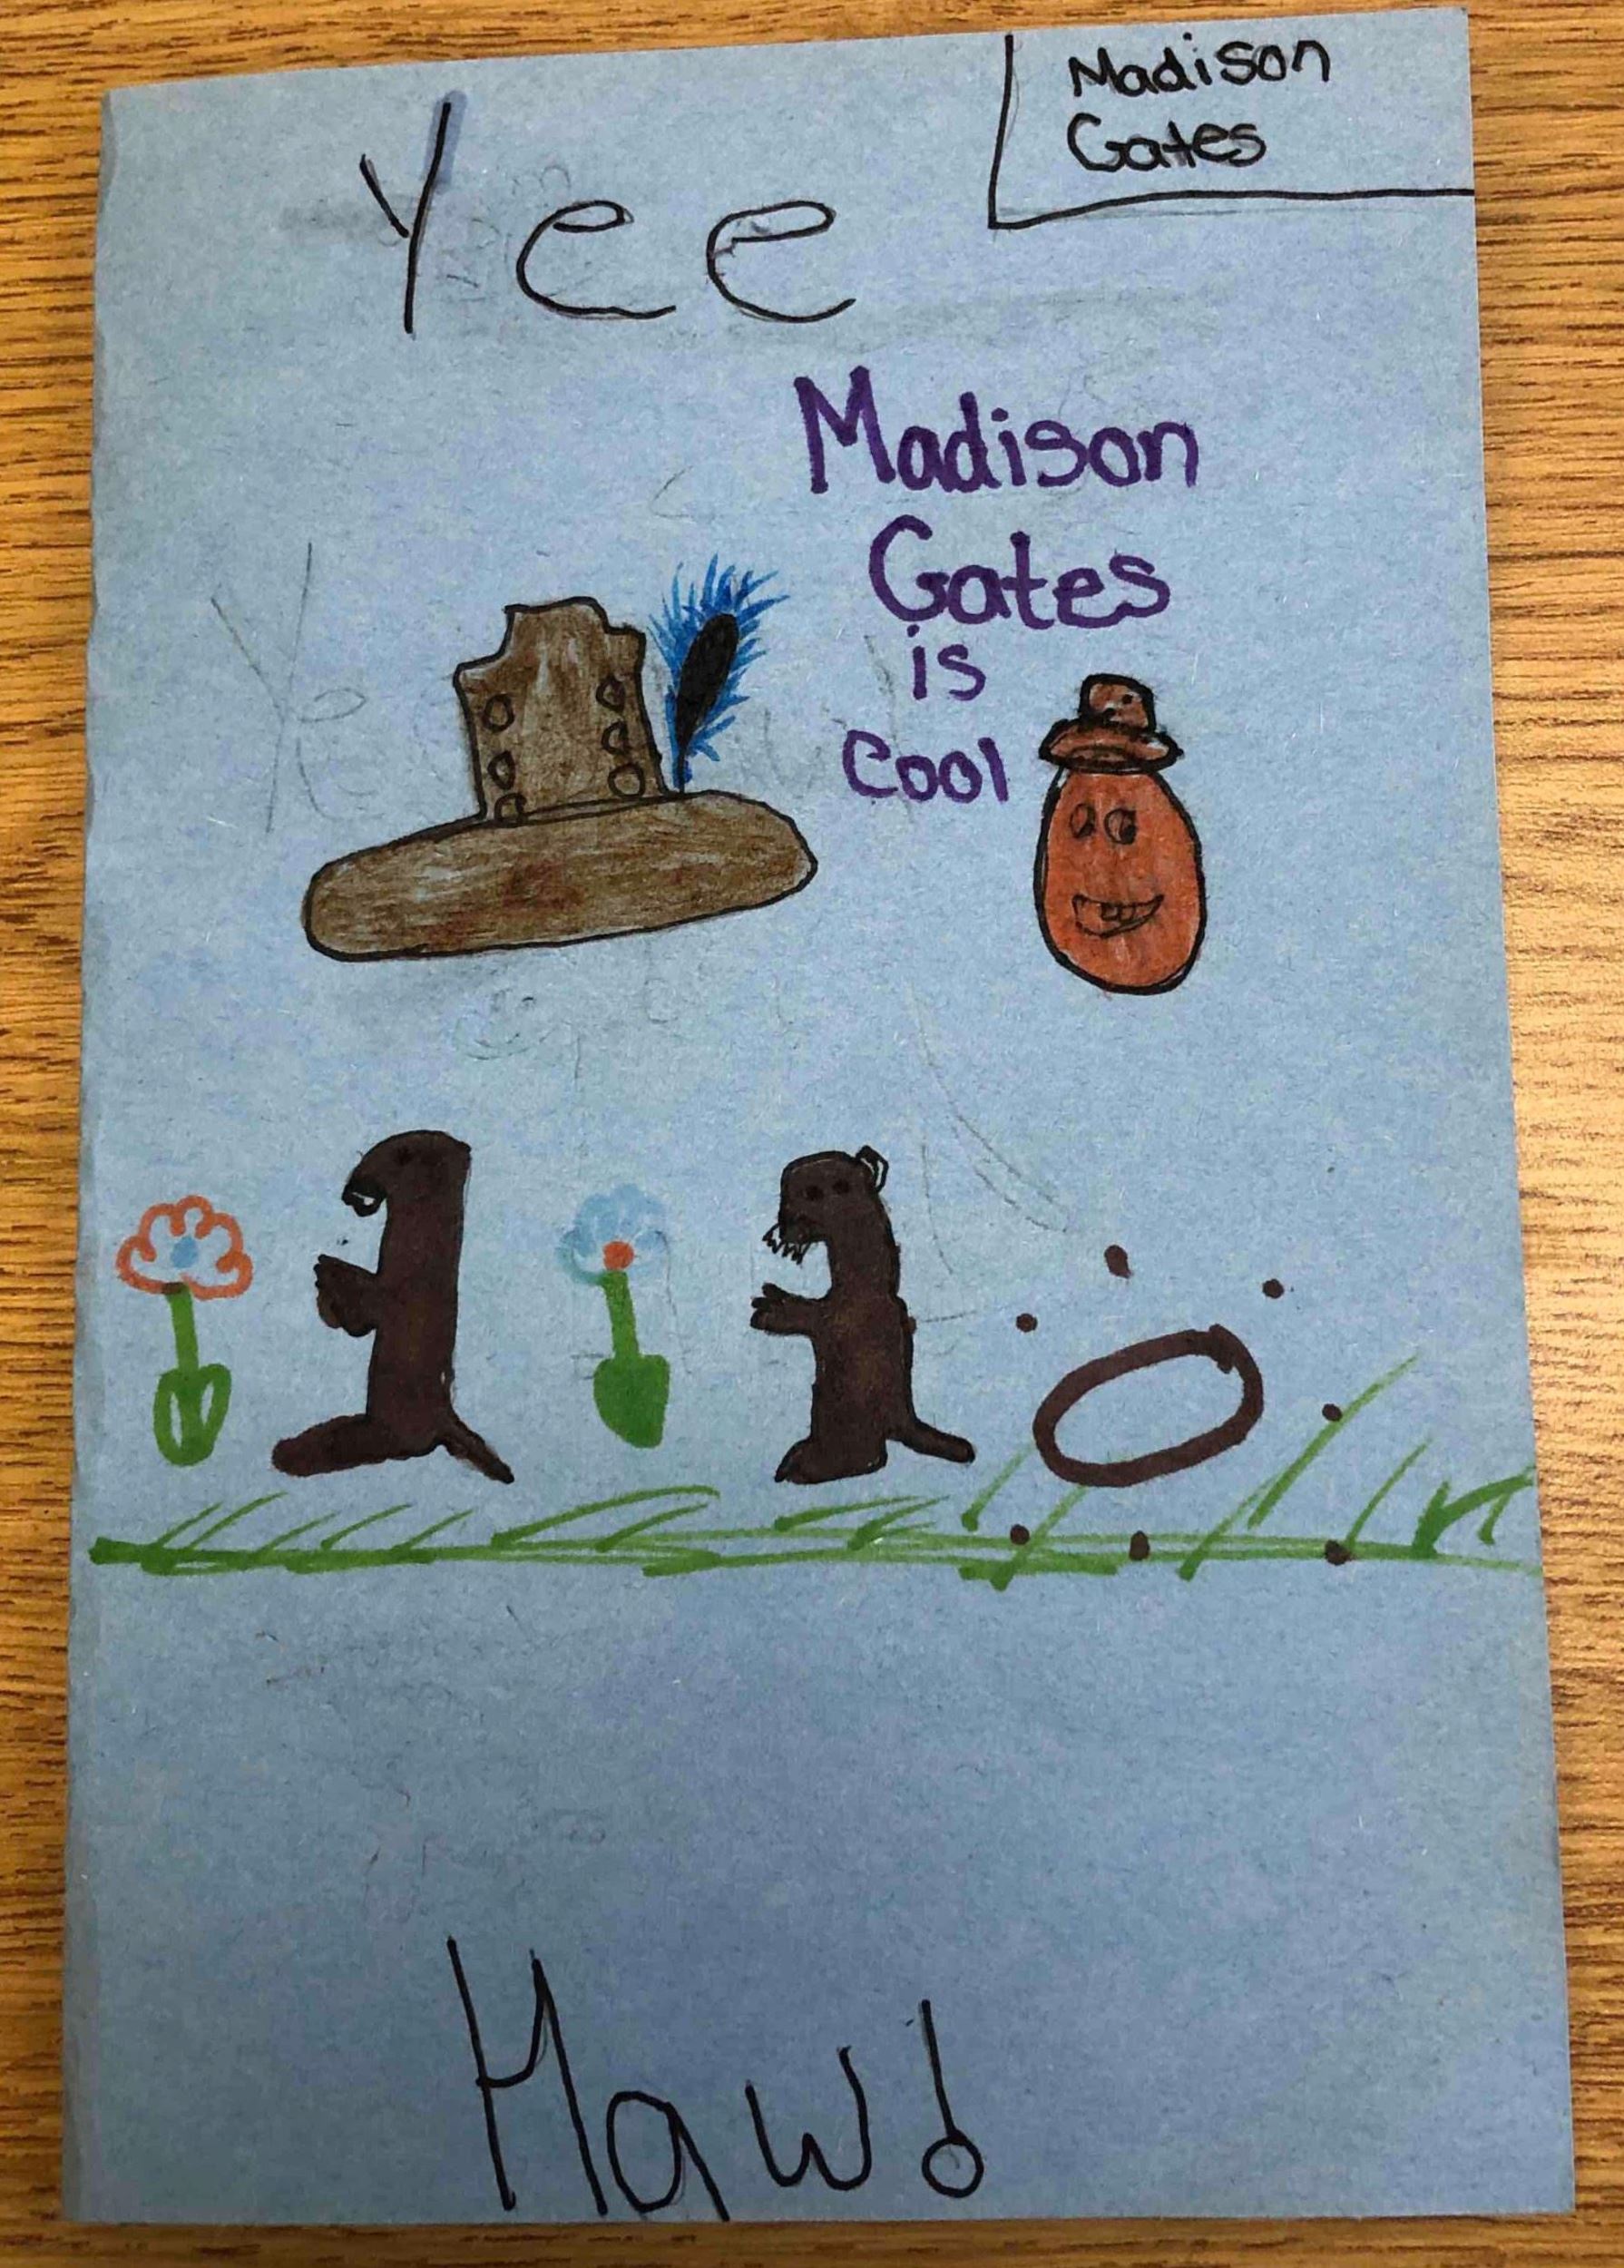 Madison
Gates
Yee
Madison
Gates
is
Cool
Haw!